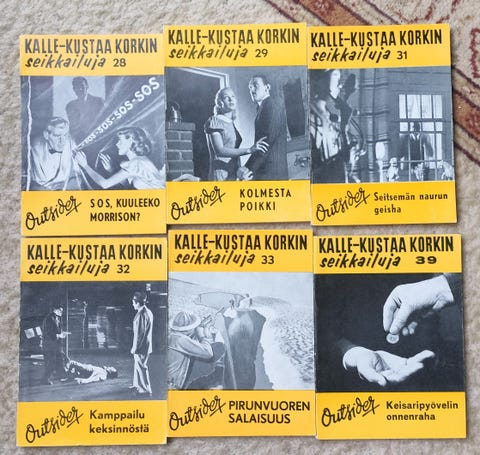 KALLE-KUSTAA KORKIN
seikkailuja 28
SOS-SOS-SOS-SOS
Outsider
SOS, KUULEEKO
MORRISON?
KALLE-KUSTAA KORKIN
seikkailuja 29
Outsider
KOLMESTA
POIKKI
KALLE-KUSTAA KORKIN
seikkailuja 31
Outsider
Seitsemän naurun
geisha
KALLE-KUSTAA KORKIN
seikkailuja 32
Outsider
Kamppailu
keksinnöstä
KALLE-KUSTAA KORKIN
seikkailuja 33
Outsider
PIRUNVUOREN
SALAISUUS
KALLE-KUSTAA KORKIN
seikkailuja 39
Outsider
Keisaripyövelin
onnenraha